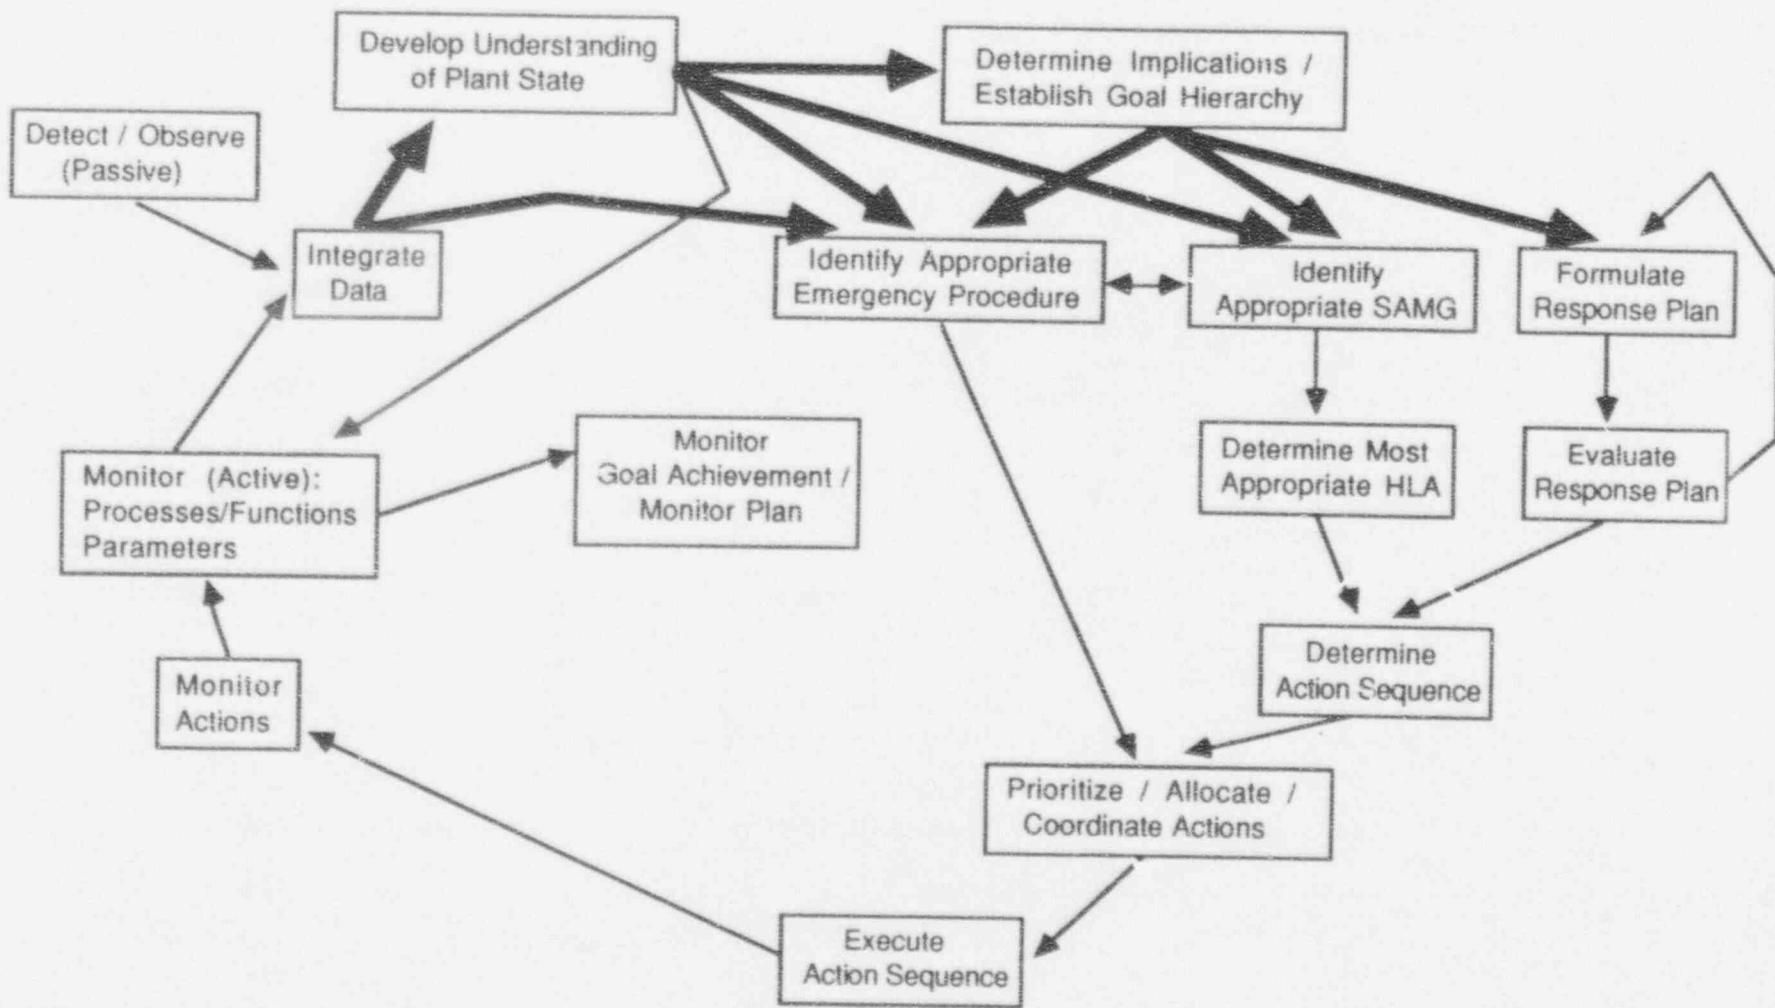 Develop Understanding
of Plant State
Determine Implications /
Establish Goal Hierarchy
Detect / Observe
(Passive)
Integrate
Data
Identify Appropriate
Emergency Procedure
Identify
Appropriate SAMG
Formulate
Response Plan
Monitor (Active):
Processes/Functions
Parameters
Monitor
Goal Achievement /
Monitor Plan
Determine Most
Appropriate HLA
Evaluate
Response Plan
Monitor
Actions
Determine
Action Sequence
Prioritize / Allocate /
Coordinate Actions
Execute
Action Sequence